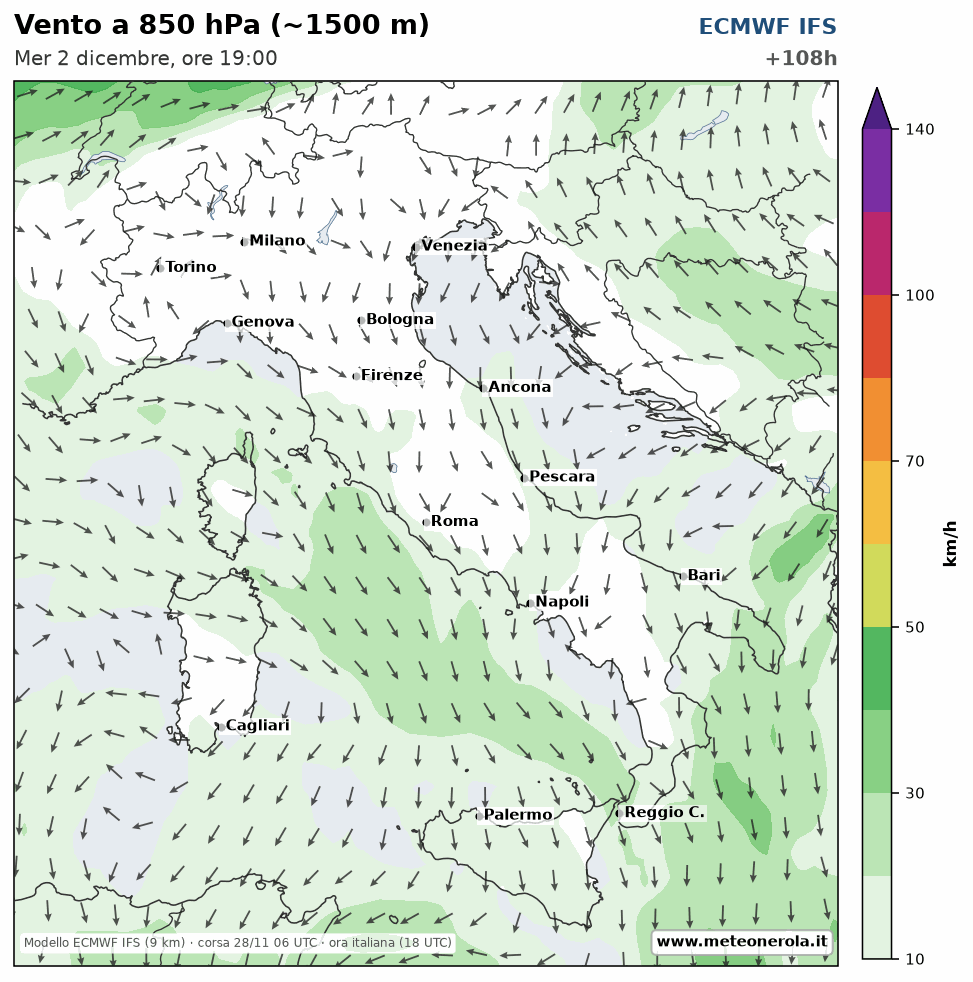 Vento a 850 hPa (~1500 m)
ECMWF IFS
Mer 2 dicembre, ore 19:00
+108h
Milano
Venezia
Torino
Genova
Bologna
Firenze
Ancona
Pescara
Roma
Bari
Napoli
Cagliari
Palermo
Reggio C.
140
100
70
50
30
10
km/h
Modello ECMWF IFS (9 km) · corsa 28/11 06 UTC · ora italiana (18 UTC)
www.meteonerola.it